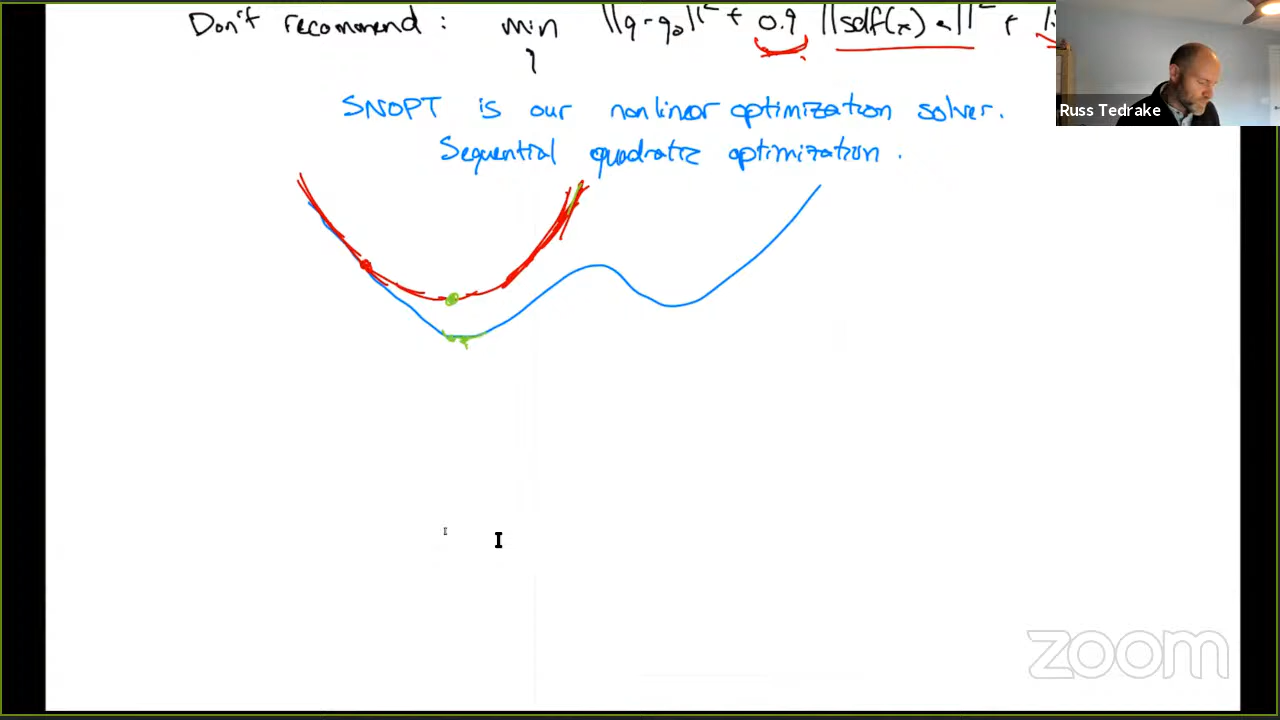 Don't recommend : min ||q - q₀||² + 0.9 ||sdf(x) ||² +
q
SNOPT is our nonlinear optimization solver.
Sequential quadratic optimization .
Russ Tedrake
zoom